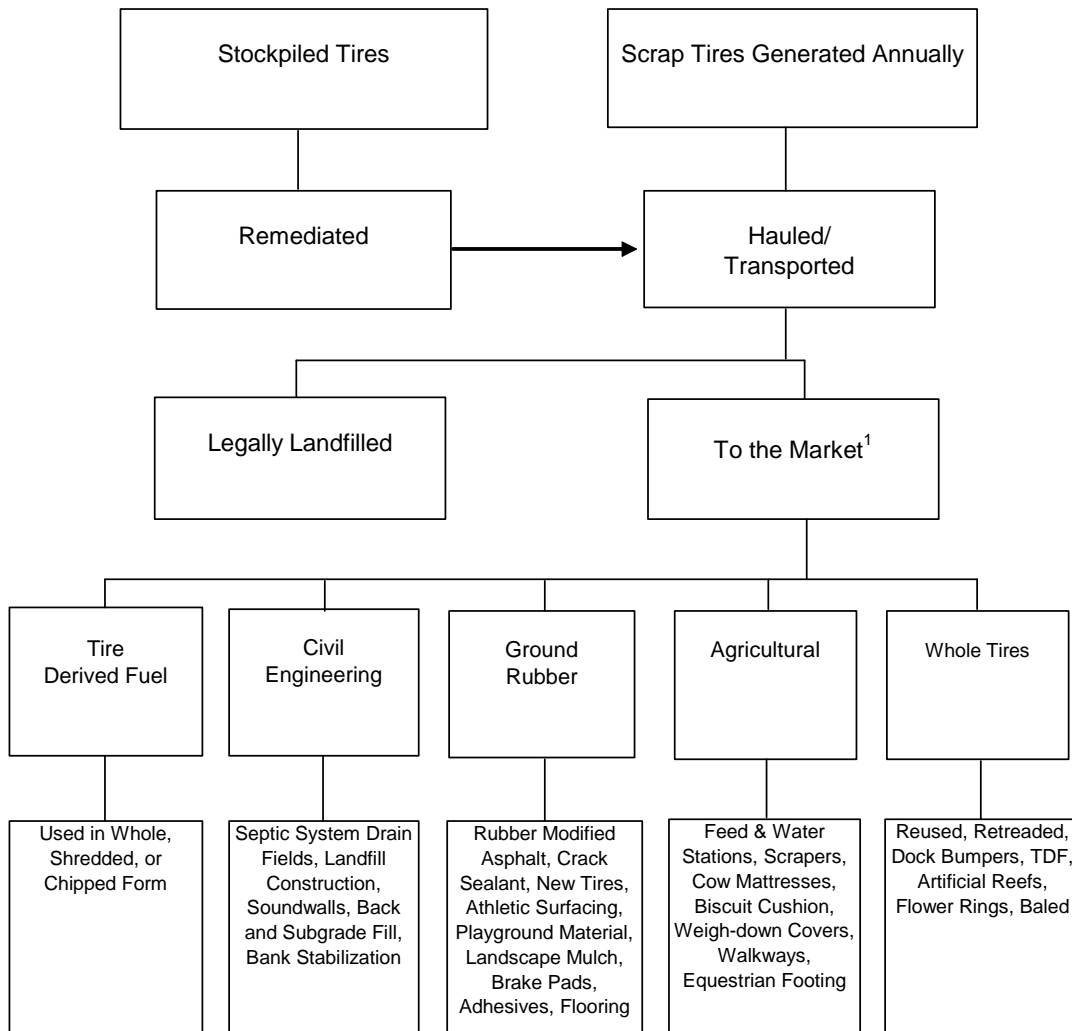 Stockpiled Tires
Scrap Tires Generated Annually
Remediated
Hauled/
Transported
Legally Landfilled
To the Market¹
Tire
Derived Fuel
Civil
Engineering
Ground
Rubber
Agricultural
Whole Tires
Used in Whole,
Shredded, or
Chipped Form
Septic System Drain
Fields, Landfill
Construction,
Soundwalls, Back
and Subgrade Fill,
Bank Stabilization
Rubber Modified
Asphalt, Crack
Sealant, New Tires,
Athletic Surfacing,
Playground Material,
Landscape Mulch,
Brake Pads,
Adhesives, Flooring
Feed & Water
Stations, Scrapers,
Cow Mattresses,
Biscuit Cushion,
Weigh-down Covers,
Walkways,
Equestrian Footing
Reused, Retreaded,
Dock Bumpers, TDF,
Artificial Reefs,
Flower Rings, Baled